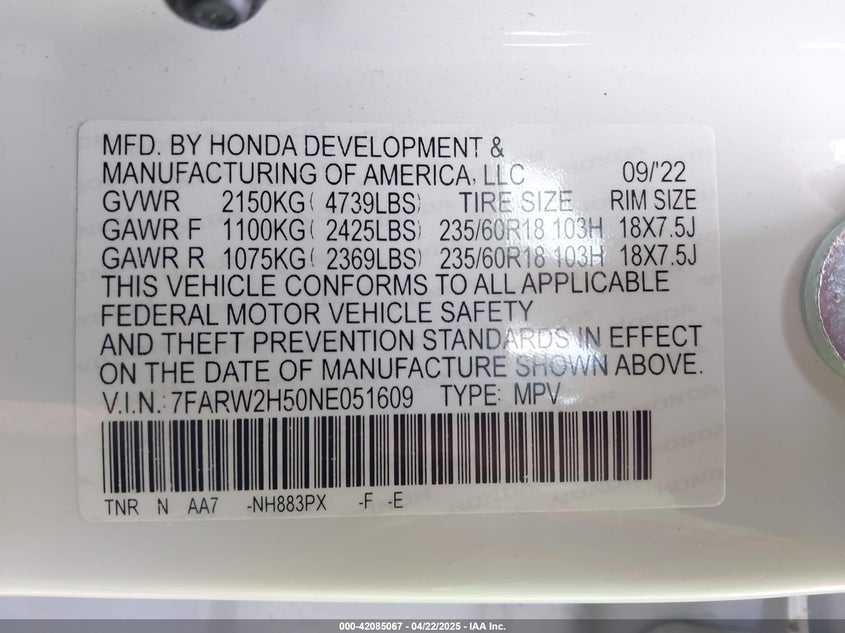 MFD. BY HONDA DEVELOPMENT &
MANUFACTURING OF AMERICA, LLC 09/'22
GVWR 2150KG ( 4739LBS) TIRE SIZE RIM SIZE
GAWR F 1100KG ( 2425LBS) 235/60R18 103H 18X7.5J
GAWR R 1075KG ( 2369LBS) 235/60R18 103H 18X7.5J
THIS VEHICLE CONFORMS TO ALL APPLICABLE
FEDERAL MOTOR VEHICLE SAFETY
AND THEFT PREVENTION STANDARDS IN EFFECT
ON THE DATE OF MANUFACTURE SHOWN ABOVE.
V.I.N.: 7FARW2H50NE051609 TYPE: MPV
TNR N AA7 -NH883PX -F -E
000-42085067 - 04/22/2025 - IAA Inc.